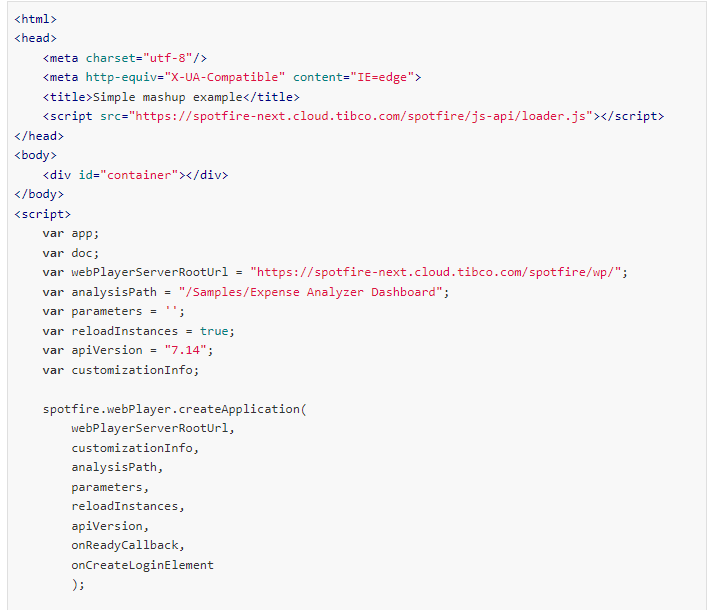 <html>
<head>
    <meta charset="utf-8"/>
    <meta http-equiv="X-UA-Compatible" content="IE=edge">
    <title>Simple mashup example</title>
    <script src="https://spotfire-next.cloud.tibco.com/spotfire/js-api/loader.js"></script>
</head>
<body>
    <div id="container"></div>
</body>
<script>
    var app;
    var doc;
    var webPlayerServerRootUrl = "https://spotfire-next.cloud.tibco.com/spotfire/wp/";
    var analysisPath = "/Samples/Expense Analyzer Dashboard";
    var parameters = '';
    var reloadInstances = true;
    var apiVersion = "7.14";
    var customizationInfo;

    spotfire.webPlayer.createApplication(
        webPlayerServerRootUrl,
        customizationInfo,
        analysisPath,
        parameters,
        reloadInstances,
        apiVersion,
        onReadyCallback,
        onCreateLoginElement
        );